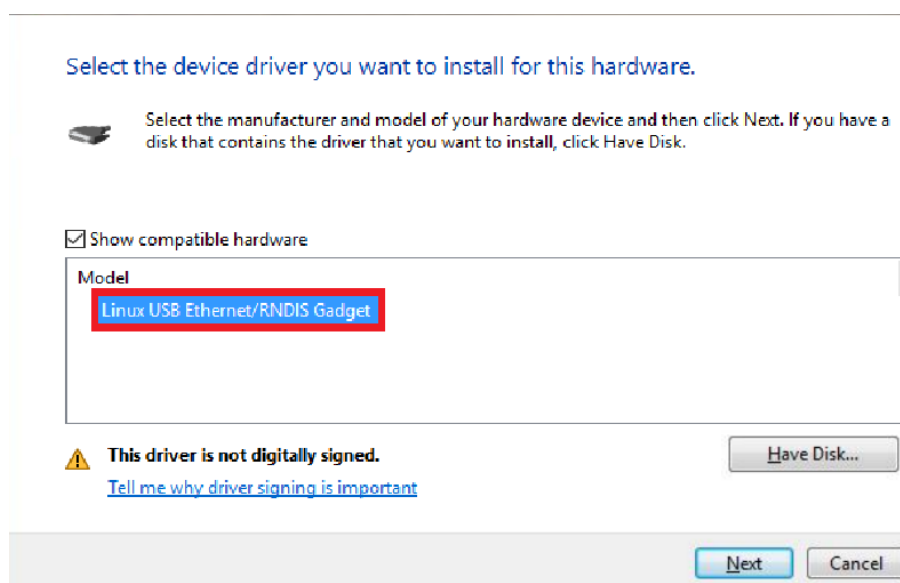 Select the device driver you want to install for this hardware.
Select the manufacturer and model of your hardware device and then click Next. If you have a
disk that contains the driver that you want to install, click Have Disk.
Show compatible hardware
Model
Linux USB Ethernet/RNDIS Gadget
This driver is not digitally signed.
Have Disk...
Tell me why driver signing is important
Next
Cancel